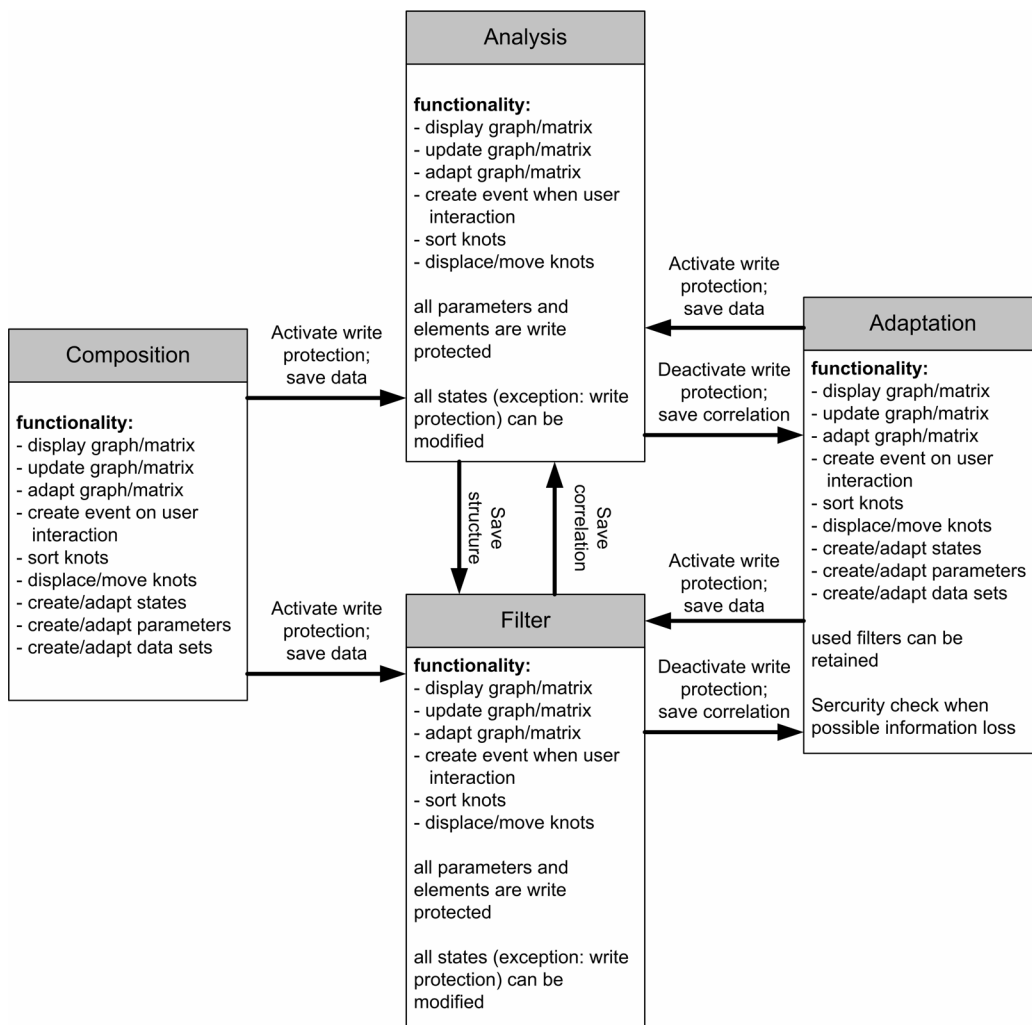 Analysis
functionality:
- display graph/matrix
- update graph/matrix
- adapt graph/matrix
- create event when user
interaction
- sort knots
- displace/move knots
all parameters and
elements are write
protected
all states (exception: write
protection) can be
modified
Composition
functionality:
- display graph/matrix
- update graph/matrix
- adapt graph/matrix
- create event on user
interaction
- sort knots
- displace/move knots
- create/adapt states
- create/adapt parameters
- create/adapt data sets
Activate write
protection;
save data
Activate write
protection;
save data
Activate write
protection;
save data
Deactivate write
protection;
save correlation
Adaptation
functionality:
- display graph/matrix
- update graph/matrix
- adapt graph/matrix
- create event on user
interaction
- sort knots
- displace/move knots
- create/adapt states
- create/adapt parameters
- create/adapt data sets
used filters can be
retained
Sercurity check when
possible information loss
Save
structure
Save
correlation
Activate write
protection;
save data
Deactivate write
protection;
save correlation
Filter
functionality:
- display graph/matrix
- update graph/matrix
- adapt graph/matrix
- create event when user
interaction
- sort knots
- displace/move knots
all parameters and
elements are write
protected
all states (exception: write
protection) can be
modified